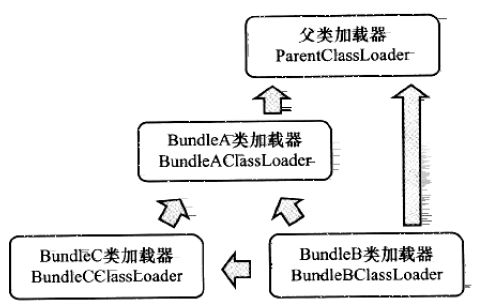 父类加载器
ParentClassLoader
BundleA类加载器
BundleAClassLoader
BundleC类加载器
BundleCClassLoader
BundleB类加载器
BundleBClassLoader